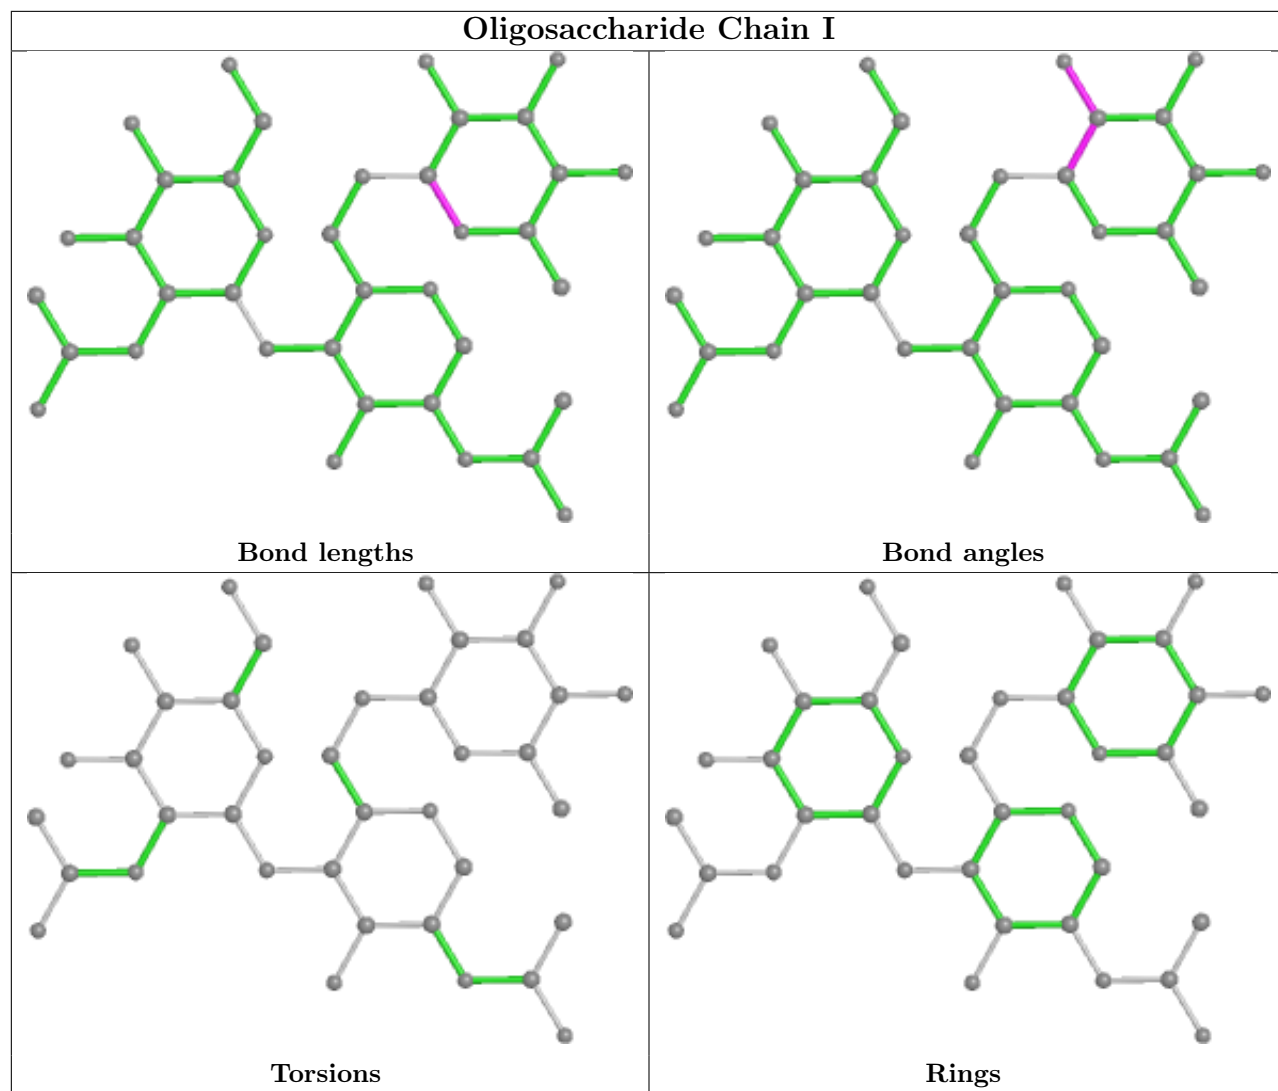 Oligosaccharide Chain I
Bond lengths
Bond angles
Torsions
Rings